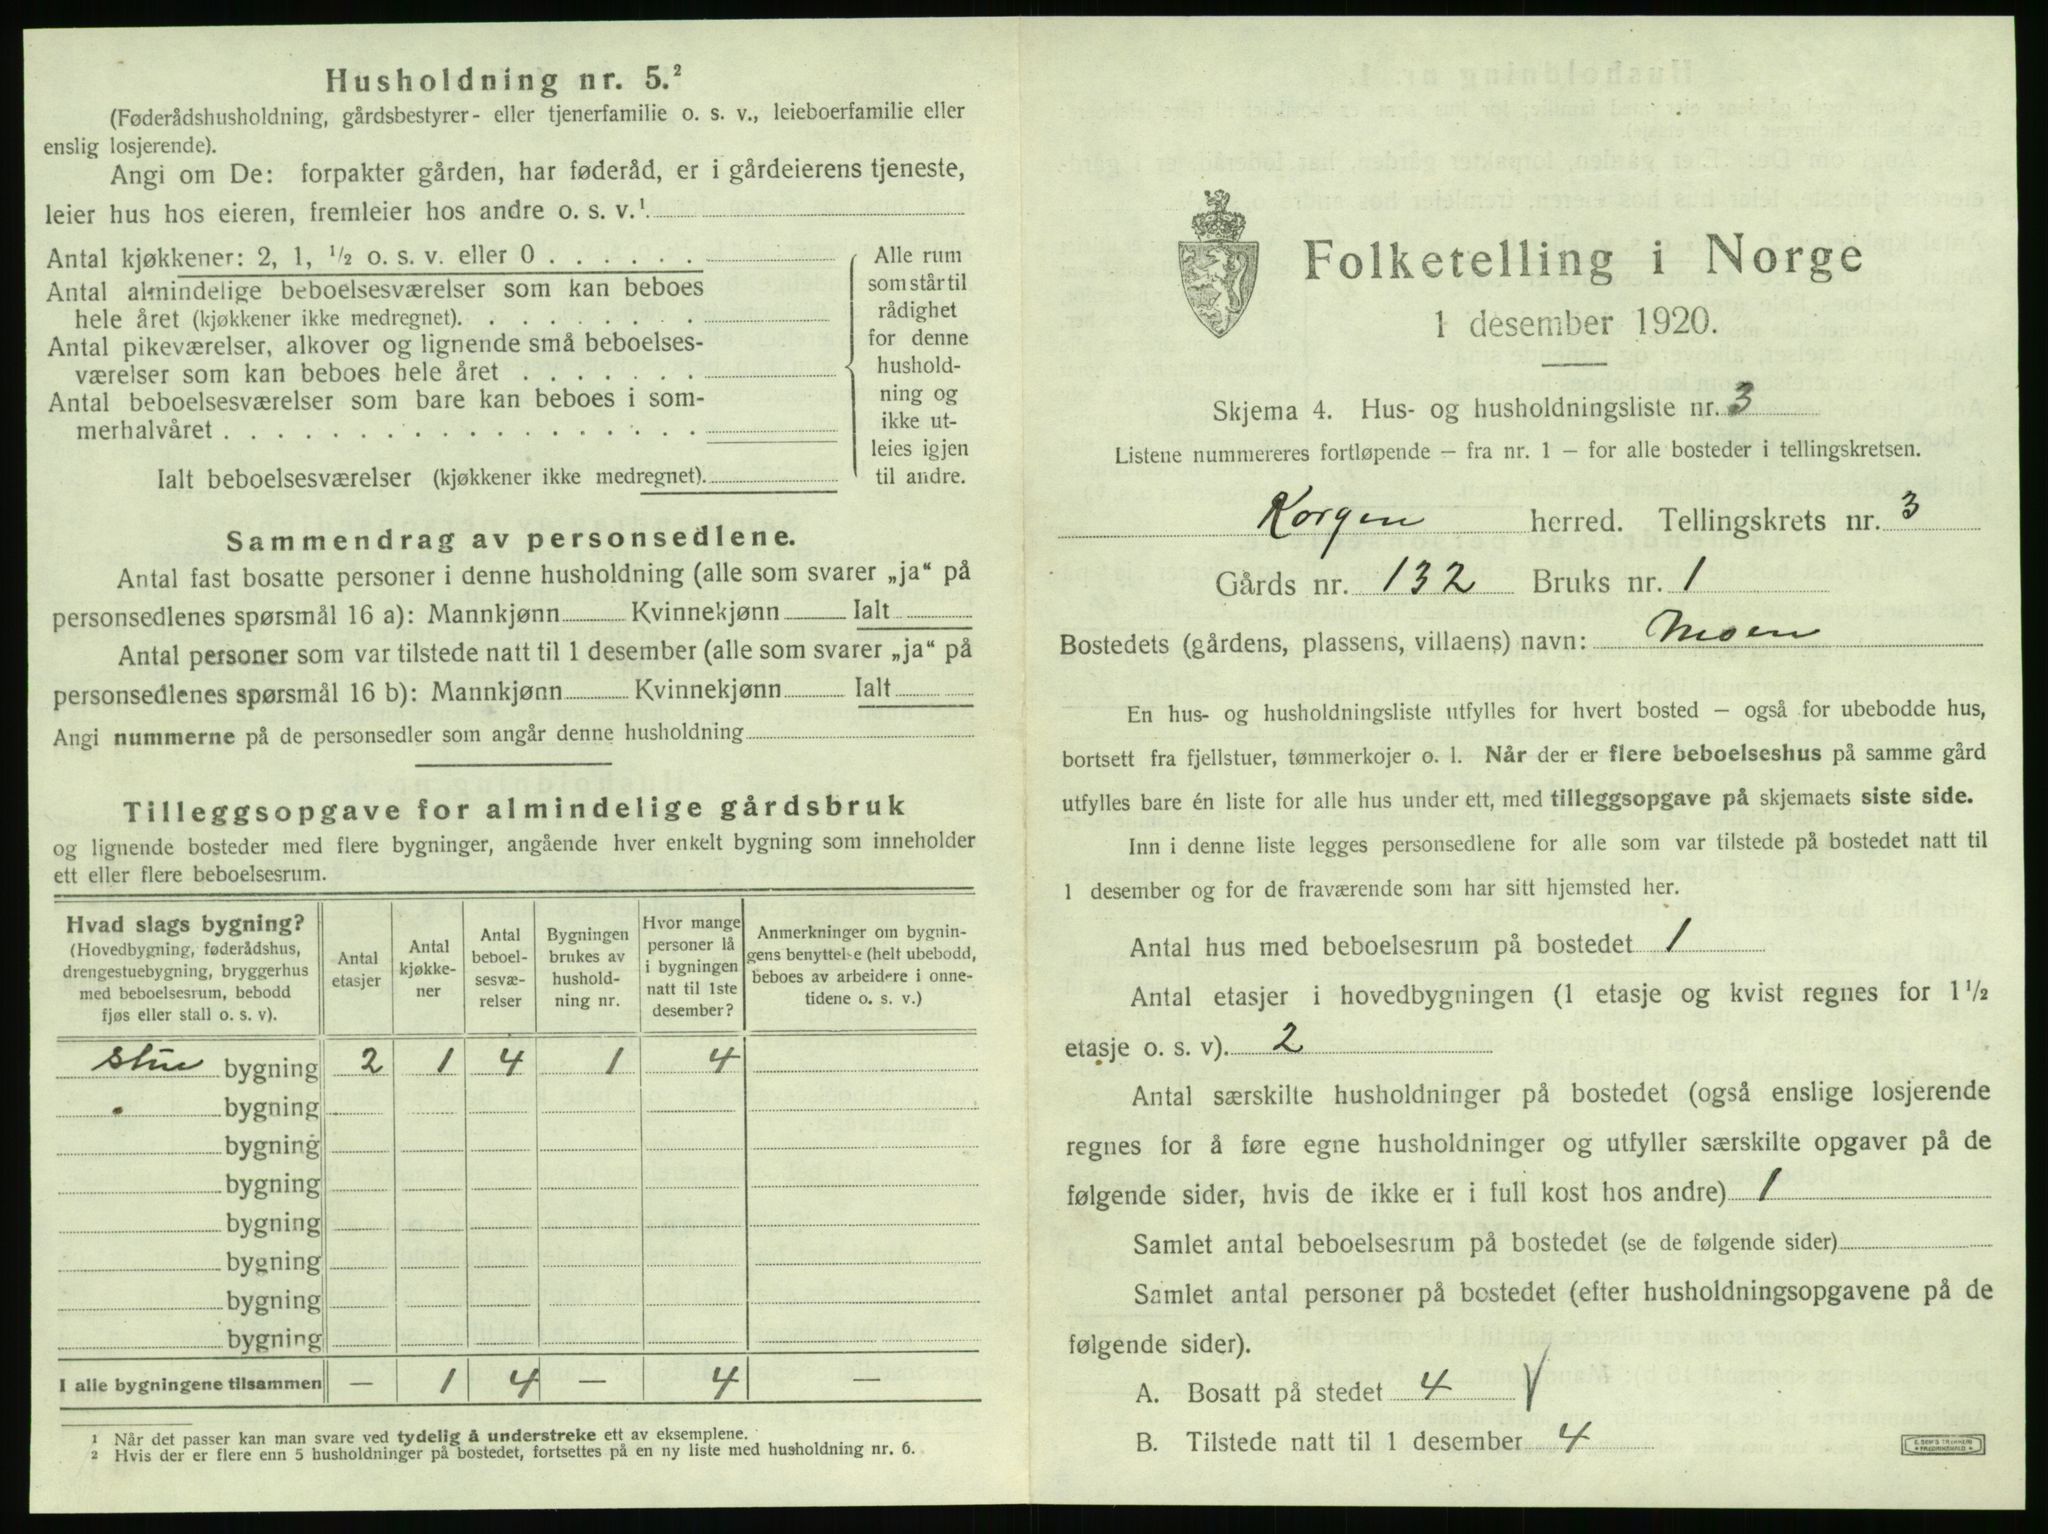 Husholdning nr. 5.²
(Føderådshusholdning, gårdsbestyrer- eller tjenerfamilie o. s. v., leieboerfamilie eller
enslig losjerende).
Angi om De: forpakter gården, har føderåd, er i gårdeierens tjeneste,
leier hus hos eieren, fremleier hos andre o. s. v.¹
Antal kjøkkener: 2, 1, ½ o. s. v. eller 0 . . . . . .
Antal almindelige beboelsesværelser som kan beboes
hele året (kjøkkener ikke medregnet). . . . . . . .
Antal pikeværelser, alkover og lignende små beboelses-
værelser som kan beboes hele året . . . . . . .
Antal beboelsesværelser som bare kan beboes i som-
merhalvåret . . . . . . . . . . . . . . . . . .
Ialt beboelsesværelser (kjøkkener ikke medregnet).
Alle rum
som står til
rådighet
for denne
hushold-
ning og
ikke ut-
leies igjen
til andre.
Sammendrag av personsedlene.
Antal fast bosatte personer i denne husholdning (alle som svarer „ja“ på
personsedlenes spørsmål 16 a): Mannkjønn Kvinnekjønn Ialt
Antal personer som var tilstede natt til 1 desember (alle som svarer „ja“ på
personsedlenes spørsmål 16 b): Mannkjønn Kvinnekjønn Ialt
Angi nummerne på de personsedler som angår denne husholdning
Tilleggsopgave for almindelige gårdsbruk
og lignende bosteder med flere bygninger, angående hver enkelt bygning som inneholder
ett eller flere beboelsesrum.
Hvad slags bygning?
(Hovedbygning, føderådshus,
drengestuebygning, bryggerhus
med beboelsesrum, bebodd
fjøs eller stall o. s. v).
Antal
etasjer
Antal
kjøkke-
ner
Antal
beboel-
sesvæ-
relser
Bygningen
brukes av
hushold-
ning nr.
Hvor mange
personer lå
i bygningen
natt til 1ste
desember?
Anmerkninger om bygnin-
gens benyttelse (helt ubebodd,
beboes av arbeidere i onne-
tidene o. s. v.)
stue bygning 2 1 4 1 4
bygning
bygning
bygning
bygning
bygning
bygning
bygning
I alle bygningene tilsammen — 1 4 — 4 —
¹ Når det passer kan man svare ved tydelig å understreke ett av eksemplene.
² Hvis der er flere enn 5 husholdninger på bostedet, fortsettes på en ny liste med husholdning nr. 6.
Folketelling i Norge
1 desember 1920.
Skjema 4. Hus- og husholdningsliste nr. 3
Listene nummereres fortløpende — fra nr. 1 — for alle bosteder i tellingskretsen.
Korgen herred. Tellingskrets nr. 3
Gårds nr. 132 Bruks nr. 1
Bostedets (gårdens, plassens, villaens) navn: Moen
En hus- og husholdningsliste utfylles for hvert bosted — også for ubebodde hus,
bortsett fra fjellstuer, tømmerkojer o. l. Når der er flere beboelseshus på samme gård
utfylles bare én liste for alle hus under ett, med tilleggsopgave på skjemaets siste side.
Inn i denne liste legges personsedlene for alle som var tilstede på bostedet natt til
1 desember og for de fraværende som har sitt hjemsted her.
Antal hus med beboelsesrum på bostedet 1
Antal etasjer i hovedbygningen (1 etasje og kvist regnes for 1½
etasje o. s. v). 2
Antal særskilte husholdninger på bostedet (også enslige losjerende
regnes for å føre egne husholdninger og utfyller særskilte opgaver på de
følgende sider, hvis de ikke er i full kost hos andre) 1
Samlet antal beboelsesrum på bostedet (se de følgende sider)
Samlet antal personer på bostedet (efter husholdningsopgavene på de
følgende sider).
A. Bosatt på stedet 4
B. Tilstede natt til 1 desember 4